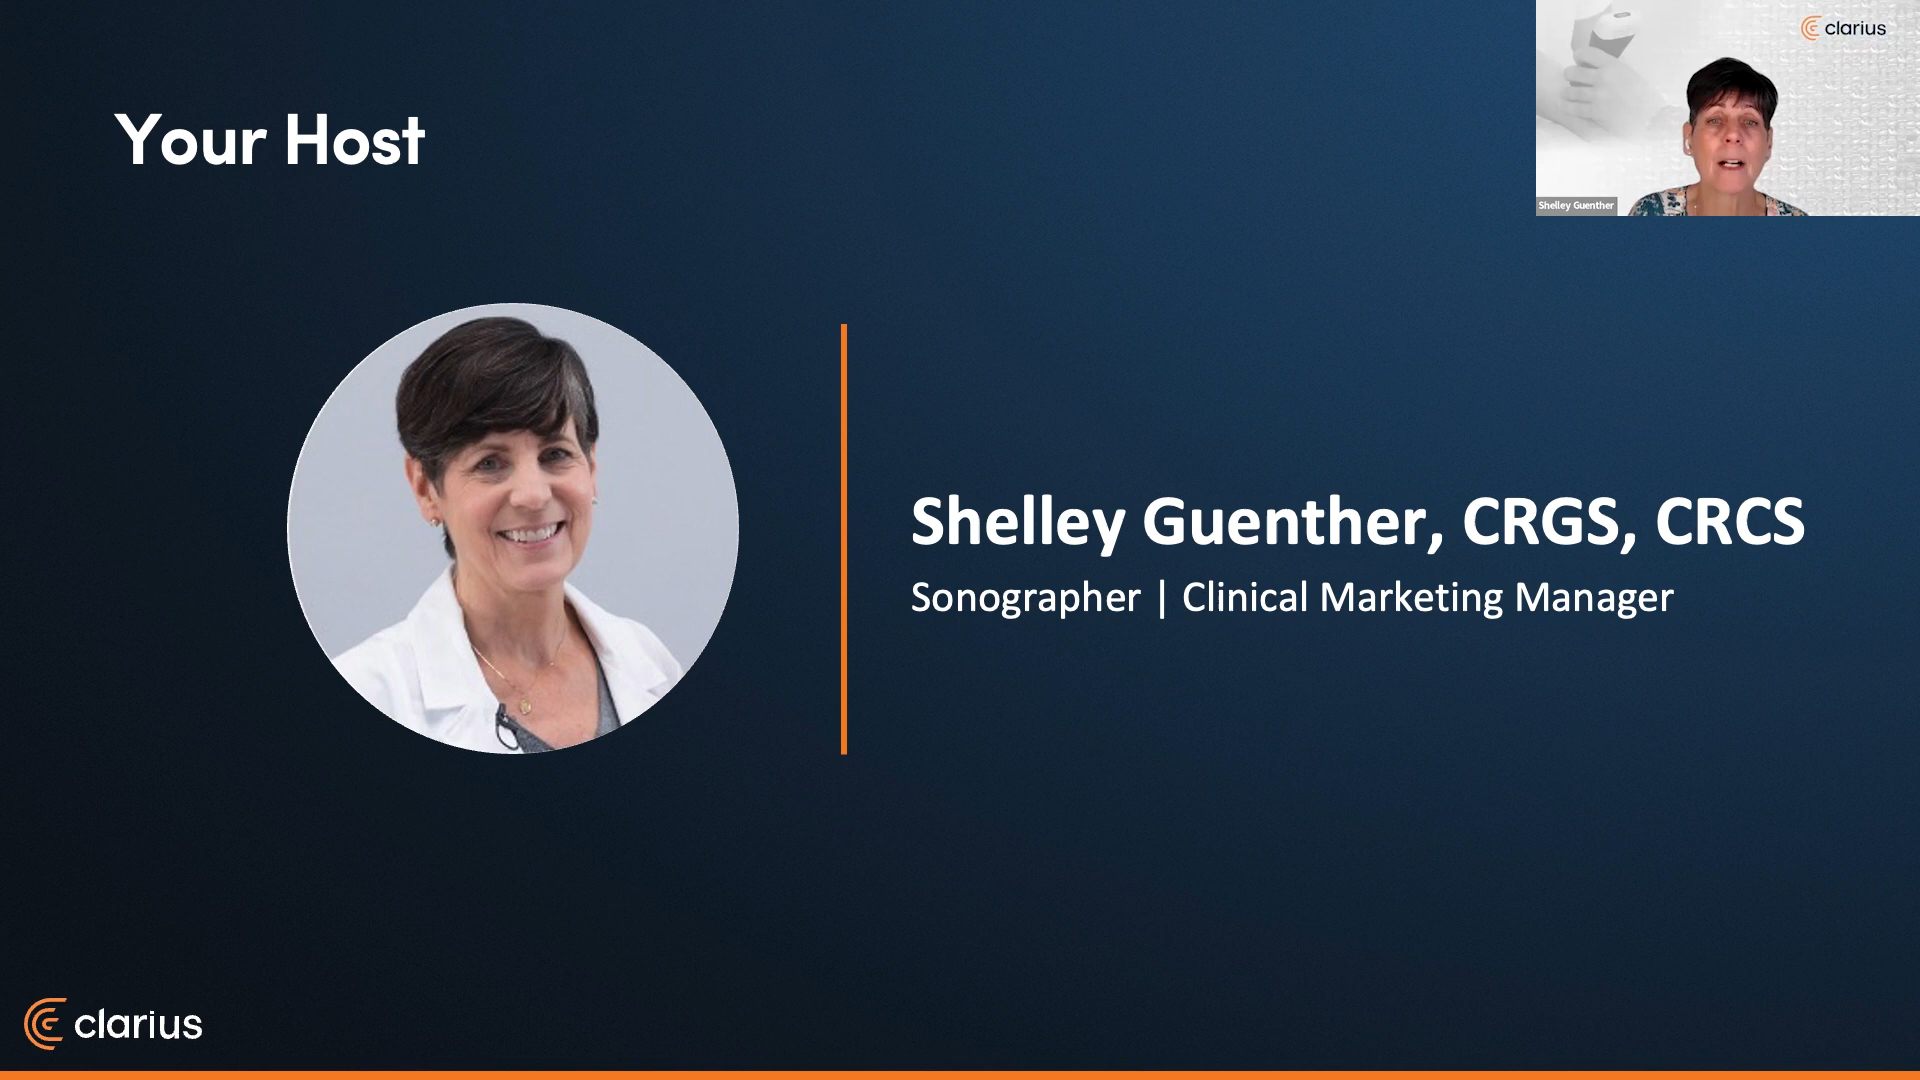 Your Host
clarius
Shelley Guenther
Shelley Guenther, CRGS, CRCS
Sonographer | Clinical Marketing Manager
clarius